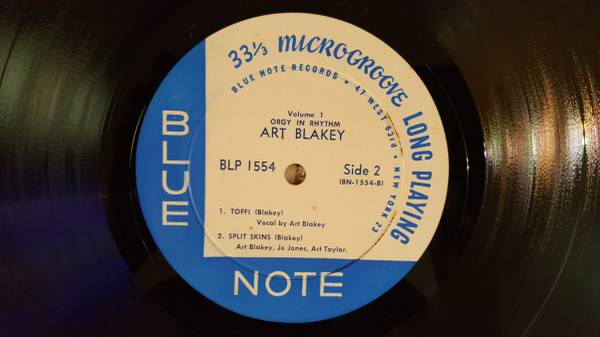 33⅓ MICROGROOVE LONG PLAYING
BLUE NOTE RECORDS • 47 WEST 63rd • NEW YORK 23
Volume 1
ORGY IN RHYTHM
ART BLAKEY
BLP 1554
Side 2
(BN-1554-B)
1. TOFFI (Blakey)
Vocal by Art Blakey
2. SPLIT SKINS (Blakey)
Art Blakey, Jo Jones, Art Taylor.
BLUE
NOTE